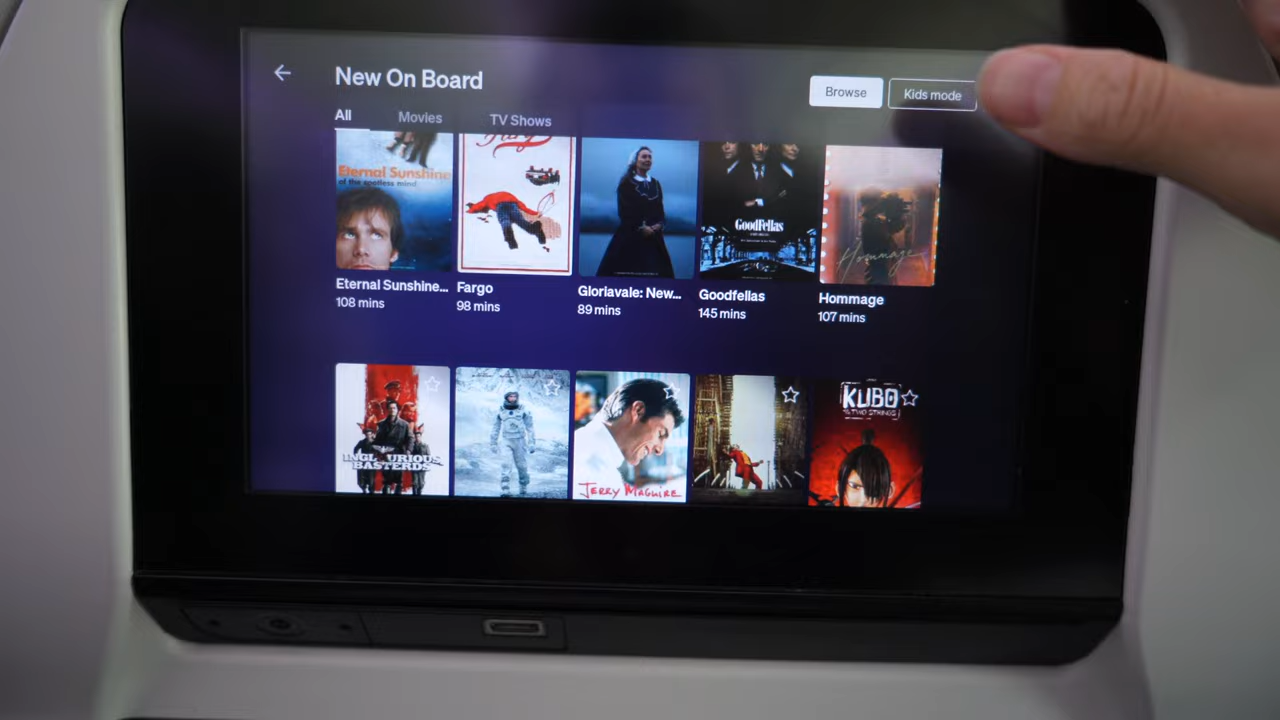 New On Board
Browse
Kids mode
All
Movies
TV Shows
Eternal Sunshine
of the spotless mind
Fargo
GoodFellas
Hommage
Eternal Sunshine...
108 mins
Fargo
98 mins
Gloriavale: New...
89 mins
Goodfellas
145 mins
Hommage
107 mins
INGLOURIOUS
BASTERDS
JERRY MAGUIRE
KUBO
TWO STRINGS